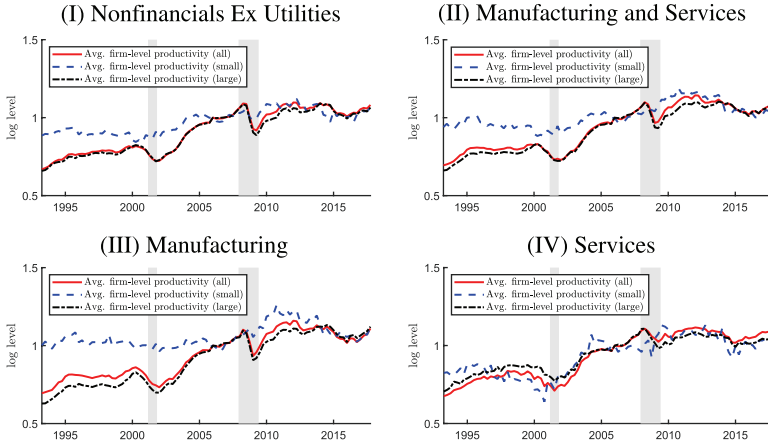 (I) Nonfinancials Ex Utilities
1.5
1
0.5
log level
Avg. firm-level productivity (all)
Avg. firm-level productivity (small)
Avg. firm-level productivity (large)
1995 2000 2005 2010 2015
(II) Manufacturing and Services
1.5
1
0.5
log level
Avg. firm-level productivity (all)
Avg. firm-level productivity (small)
Avg. firm-level productivity (large)
1995 2000 2005 2010 2015
(III) Manufacturing
1.5
1
0.5
log level
Avg. firm-level productivity (all)
Avg. firm-level productivity (small)
Avg. firm-level productivity (large)
1995 2000 2005 2010 2015
(IV) Services
1.5
1
0.5
log level
Avg. firm-level productivity (all)
Avg. firm-level productivity (small)
Avg. firm-level productivity (large)
1995 2000 2005 2010 2015